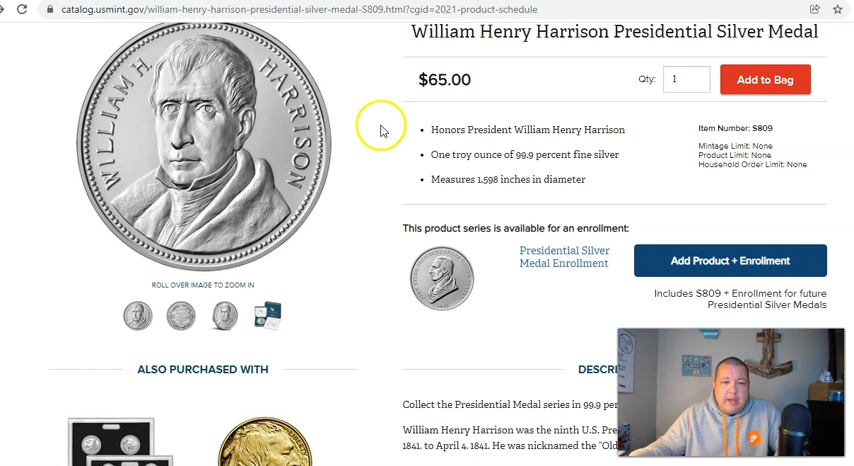 catalog.usmint.gov/william-henry-harrison-presidential-silver-medal-S809.html?cgid=2021-product-schedule
William Henry Harrison Presidential Silver Medal
WILLIAM H. HARRISON
$65.00
Qty: 1
Add to Bag
• Honors President William Henry Harrison
• One troy ounce of 99.9 percent fine silver
• Measures 1.598 inches in diameter
Item Number: S809
Mintage Limit: None
Product Limit: None
Household Order Limit: None
This product series is available for an enrollment:
Presidential Silver
Medal Enrollment
Add Product + Enrollment
Includes S809 + Enrollment for future
Presidential Silver Medals
ROLL OVER IMAGE TO ZOOM IN
ALSO PURCHASED WITH
DESCRI
Collect the Presidential Medal series in 99.9 per
William Henry Harrison was the ninth U.S. Pre
1841, to April 4, 1841. He was nicknamed the "Old